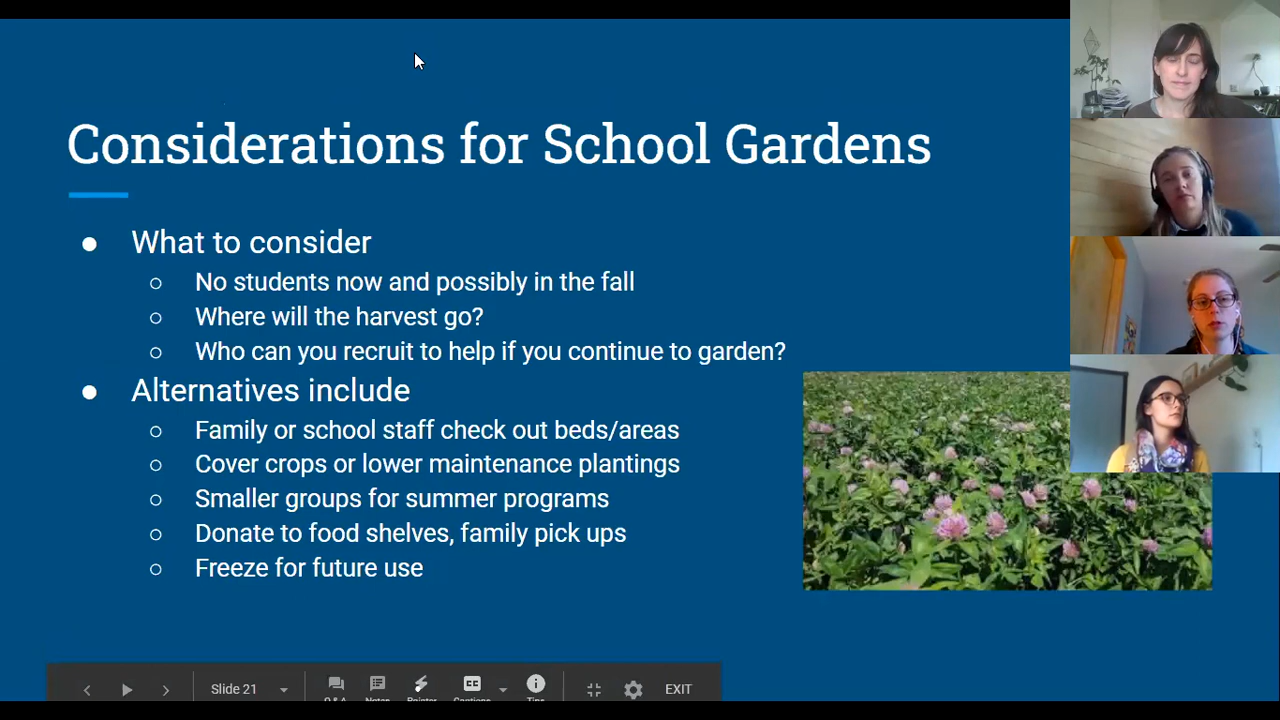 Considerations for School Gardens
● What to consider
○ No students now and possibly in the fall
○ Where will the harvest go?
○ Who can you recruit to help if you continue to garden?
● Alternatives include
○ Family or school staff check out beds/areas
○ Cover crops or lower maintenance plantings
○ Smaller groups for summer programs
○ Donate to food shelves, family pick ups
○ Freeze for future use
Slide 21
Q & A Notes Pointer CC Captions Tips EXIT